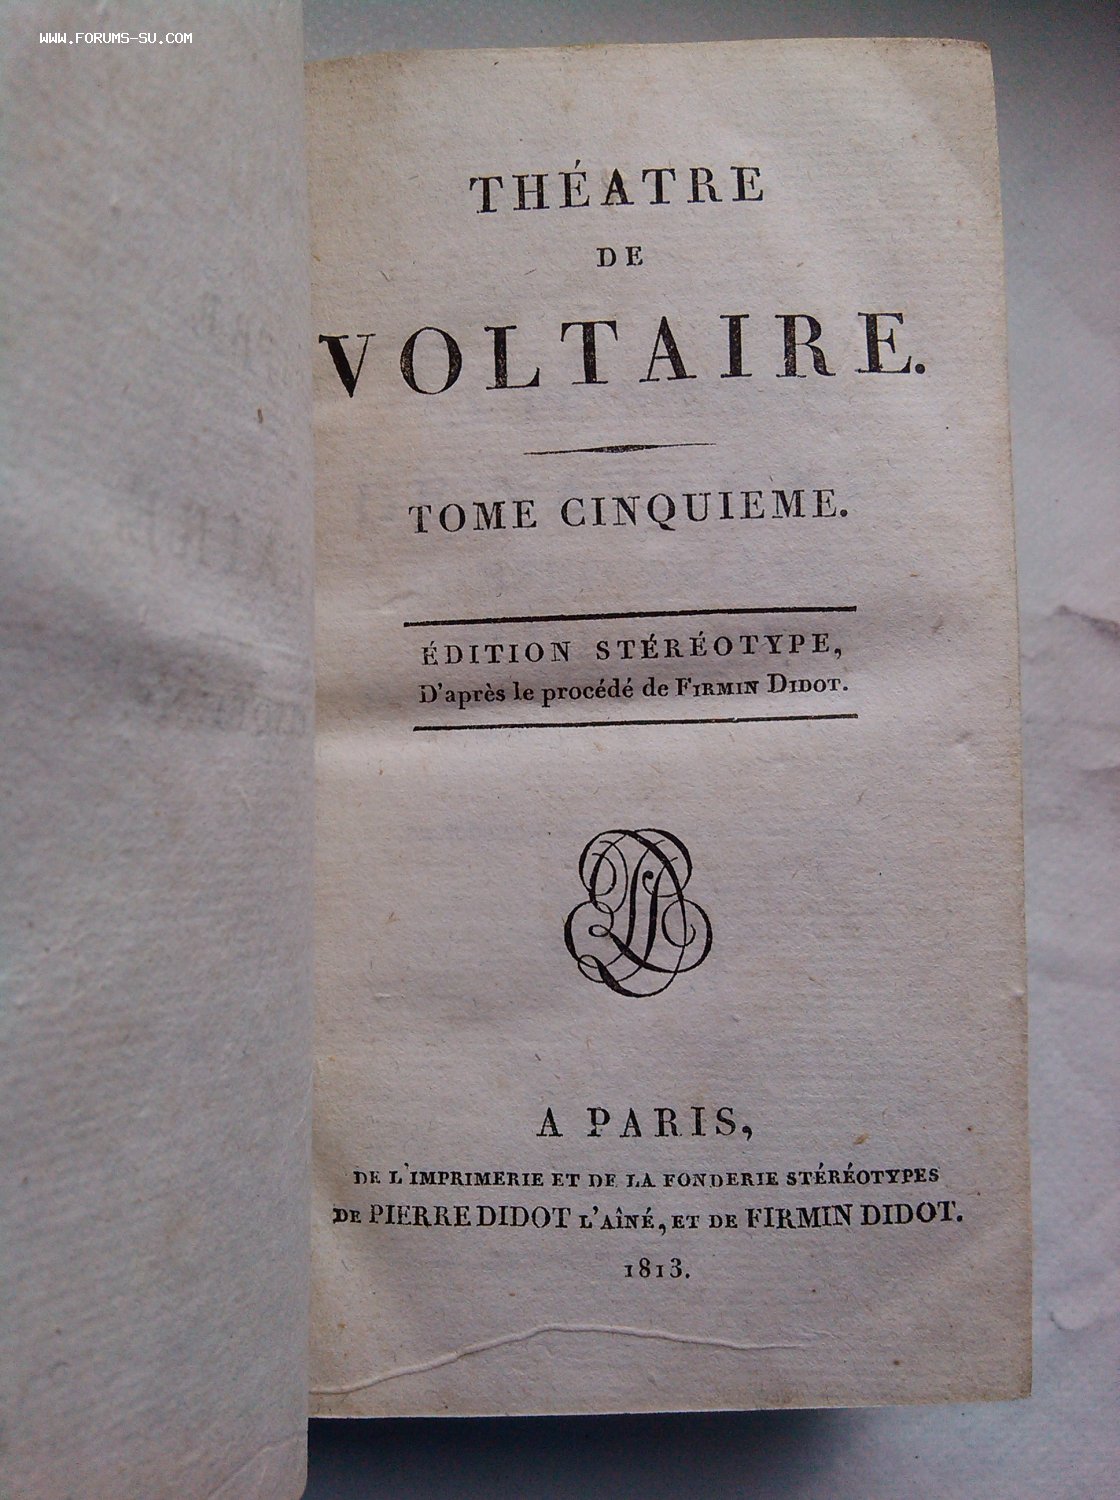 WWW.FORUMS-SU.COM
THÉATRE
DE
VOLTAIRE.
TOME CINQUIEME.
ÉDITION STÉRÉOTYPE,
D'après le procédé de FIRMIN DIDOT.
A PARIS,
DE L'IMPRIMERIE ET DE LA FONDERIE STÉRÉOTYPES
DE PIERRE DIDOT L'AÎNÉ, ET DE FIRMIN DIDOT.
1813.